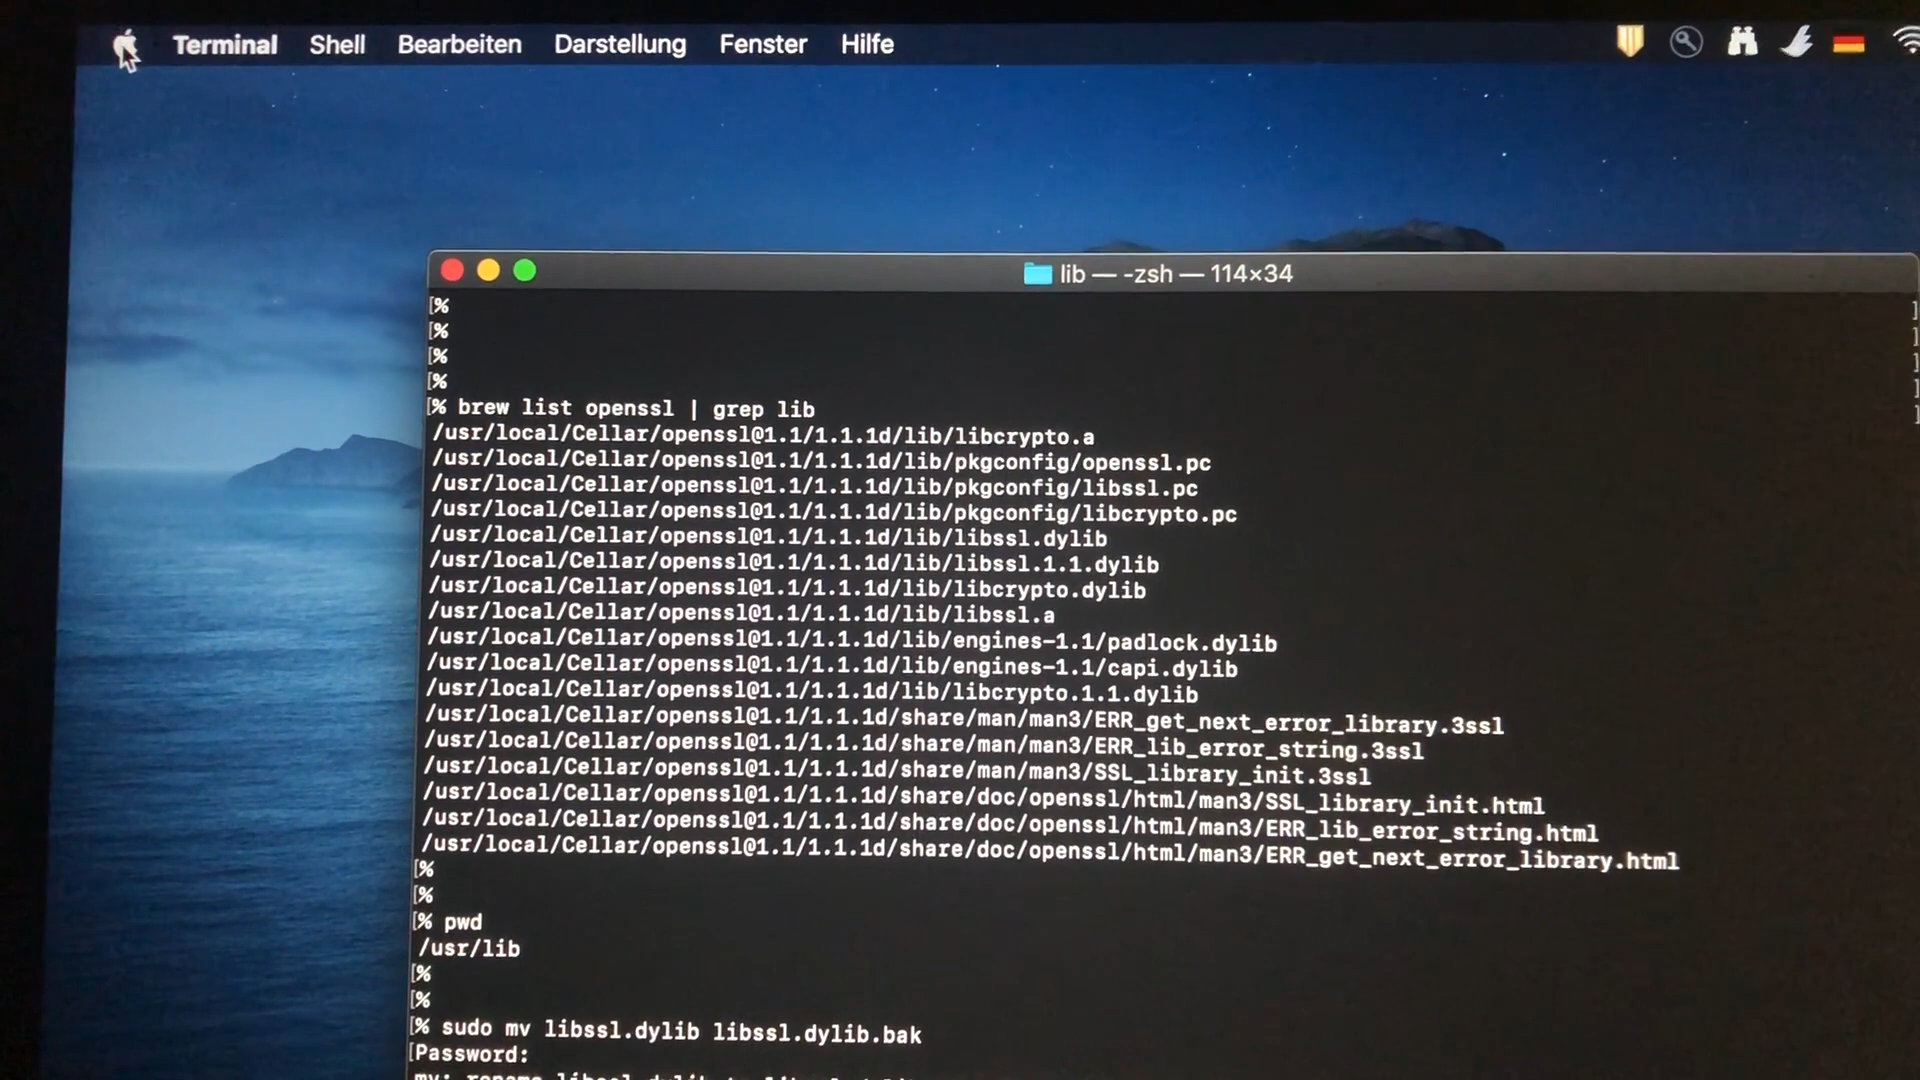 Terminal Shell Bearbeiten Darstellung Fenster Hilfe
lib — -zsh — 114×34
[%
[%
[%
[%
[% brew list openssl | grep lib
/usr/local/Cellar/openssl@1.1/1.1.1d/lib/libcrypto.a
/usr/local/Cellar/openssl@1.1/1.1.1d/lib/pkgconfig/openssl.pc
/usr/local/Cellar/openssl@1.1/1.1.1d/lib/pkgconfig/libssl.pc
/usr/local/Cellar/openssl@1.1/1.1.1d/lib/pkgconfig/libcrypto.pc
/usr/local/Cellar/openssl@1.1/1.1.1d/lib/libssl.dylib
/usr/local/Cellar/openssl@1.1/1.1.1d/lib/libssl.1.1.dylib
/usr/local/Cellar/openssl@1.1/1.1.1d/lib/libcrypto.dylib
/usr/local/Cellar/openssl@1.1/1.1.1d/lib/libssl.a
/usr/local/Cellar/openssl@1.1/1.1.1d/lib/engines-1.1/padlock.dylib
/usr/local/Cellar/openssl@1.1/1.1.1d/lib/engines-1.1/capi.dylib
/usr/local/Cellar/openssl@1.1/1.1.1d/lib/libcrypto.1.1.dylib
/usr/local/Cellar/openssl@1.1/1.1.1d/share/man/man3/ERR_get_next_error_library.3ssl
/usr/local/Cellar/openssl@1.1/1.1.1d/share/man/man3/ERR_lib_error_string.3ssl
/usr/local/Cellar/openssl@1.1/1.1.1d/share/man/man3/SSL_library_init.3ssl
/usr/local/Cellar/openssl@1.1/1.1.1d/share/doc/openssl/html/man3/SSL_library_init.html
/usr/local/Cellar/openssl@1.1/1.1.1d/share/doc/openssl/html/man3/ERR_lib_error_string.html
/usr/local/Cellar/openssl@1.1/1.1.1d/share/doc/openssl/html/man3/ERR_get_next_error_library.html
[%
[%
[% pwd
/usr/lib
[%
[%
[% sudo mv libssl.dylib libssl.dylib.bak
[Password:
mv: rename libssl.dylib